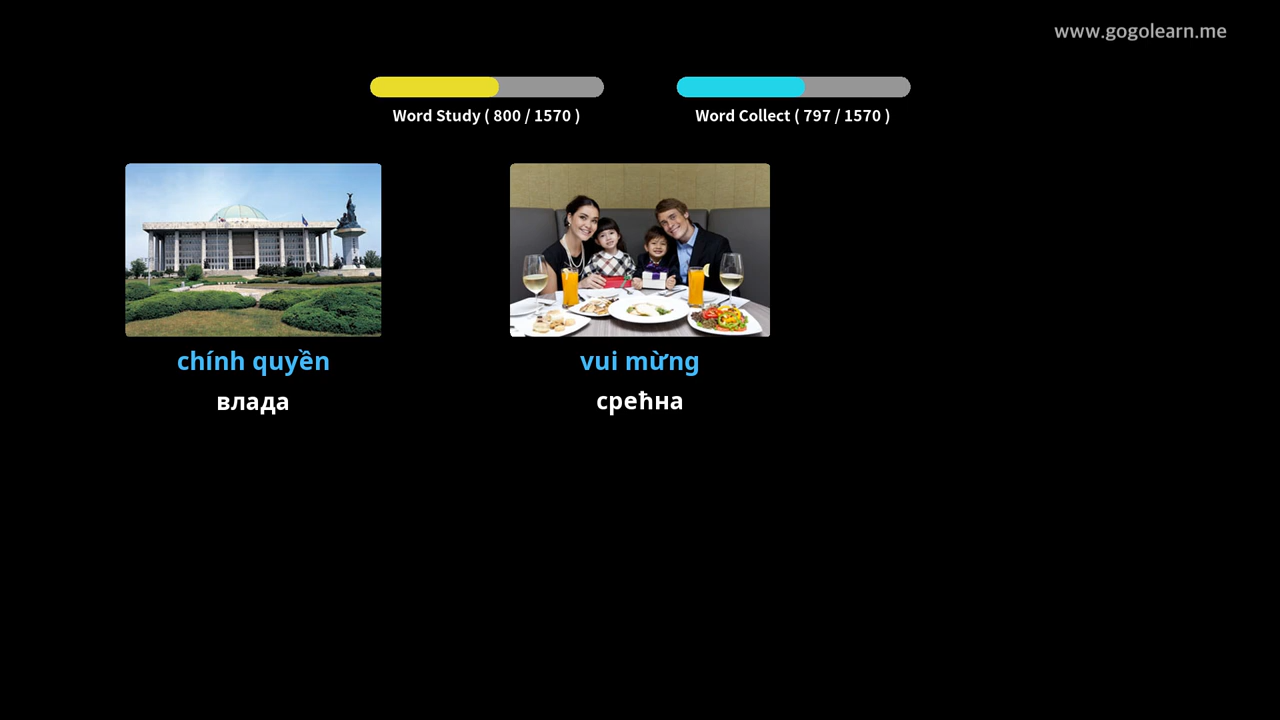 www.gogolearn.me
Word Study ( 800 / 1570 )
Word Collect ( 797 / 1570 )
chính quyền
влада
vui mừng
срећна